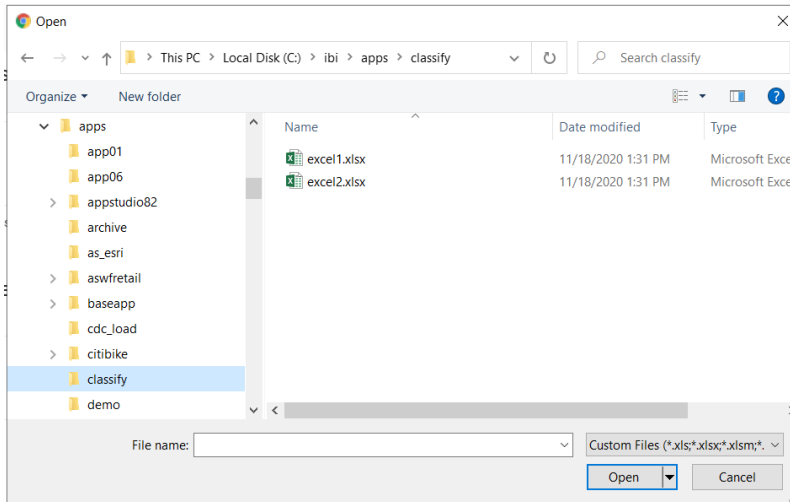 Open
This PC > Local Disk (C:) > ibi > apps > classify
Search classify
Organize
New folder
?
apps
app01
app06
appstudio82
archive
as_esri
aswfretail
baseapp
cdc_load
citibike
classify
demo
Name Date modified Type
excel1.xlsx 11/18/2020 1:31 PM Microsoft Exce
excel2.xlsx 11/18/2020 1:31 PM Microsoft Exce
File name:
Custom Files (*.xls;*.xlsx;*.xlsm;*.
Open
Cancel